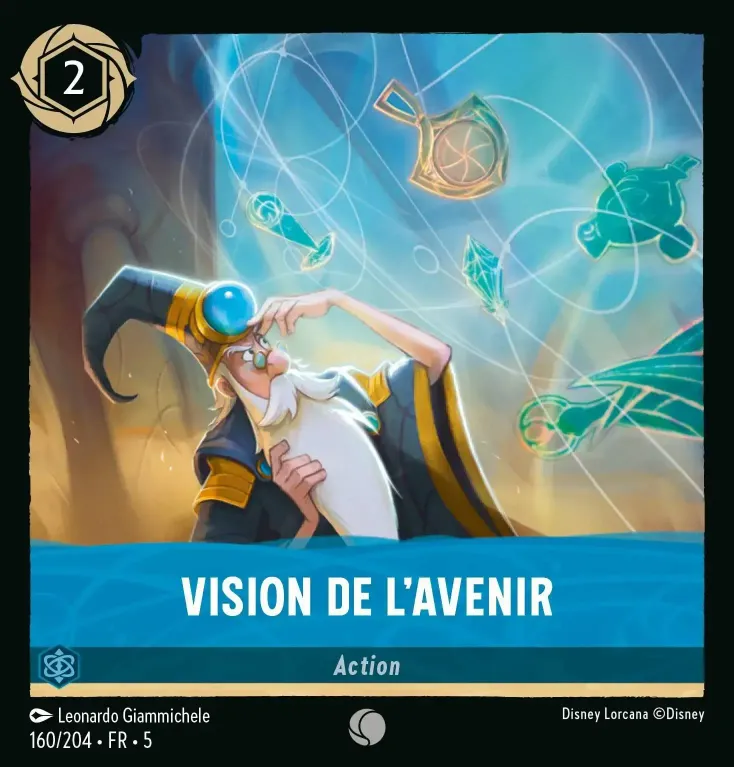 2
VISION DE L'AVENIR
Action
Leonardo Giammichele
Disney Lorcana ©Disney
160/204 • FR • 5